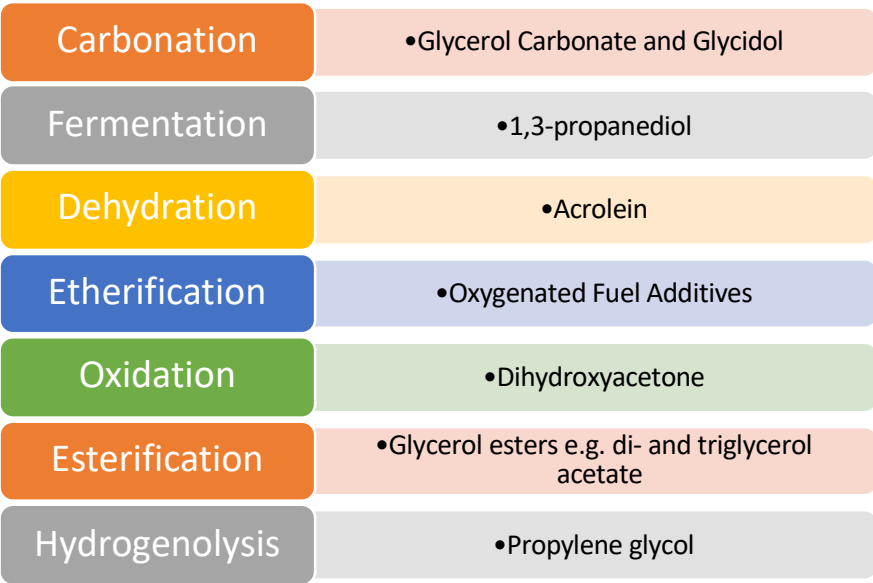 Carbonation
•Glycerol Carbonate and Glycidol
Fermentation
•1,3-propanediol
Dehydration
•Acrolein
Etherification
•Oxygenated Fuel Additives
Oxidation
•Dihydroxyacetone
Esterification
•Glycerol esters e.g. di- and triglycerol
acetate
Hydrogenolysis
•Propylene glycol